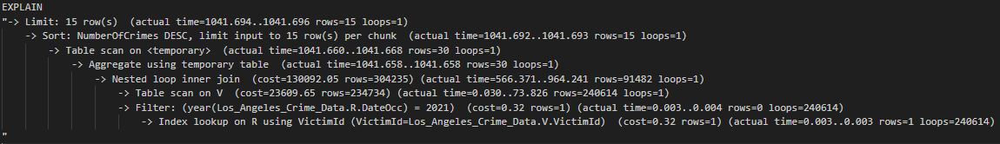 EXPLAIN
"-> Limit: 15 row(s)  (actual time=1041.694..1041.696 rows=15 loops=1)
-> Sort: NumberOfCrimes DESC, limit input to 15 row(s) per chunk  (actual time=1041.692..1041.693 rows=15 loops=1)
-> Table scan on <temporary>  (actual time=1041.660..1041.668 rows=30 loops=1)
-> Aggregate using temporary table  (actual time=1041.658..1041.658 rows=30 loops=1)
-> Nested loop inner join  (cost=130092.05 rows=304235) (actual time=566.371..964.241 rows=91482 loops=1)
-> Table scan on V  (cost=23609.65 rows=234734) (actual time=0.030..73.826 rows=240614 loops=1)
-> Filter: (year(Los_Angeles_Crime_Data.R.DateOcc) = 2021)  (cost=0.32 rows=1) (actual time=0.003..0.004 rows=0 loops=240614)
-> Index lookup on R using VictimId (VictimId=Los_Angeles_Crime_Data.V.VictimId)  (cost=0.32 rows=1) (actual time=0.003..0.003 rows=1 loops=240614)
"